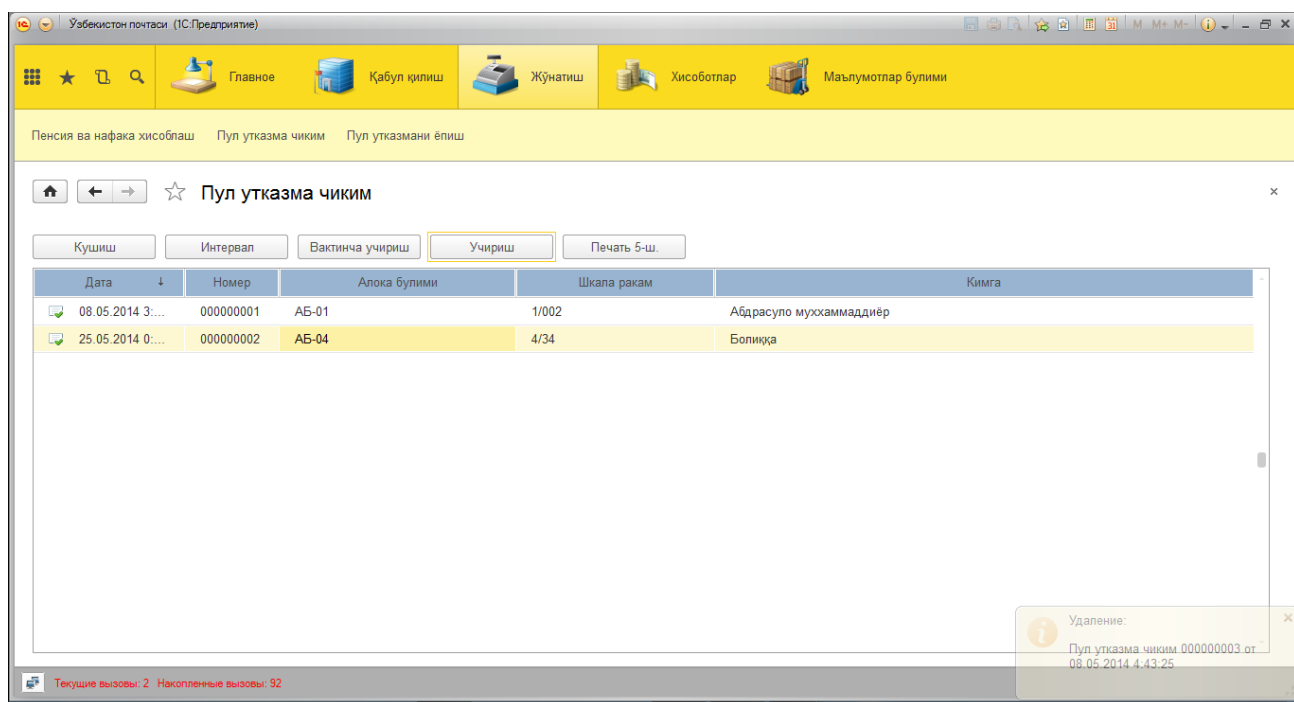 Ўзбекистон почтаси (1С:Предприятие)
M M+ M-
Главное Қабул қилиш Жўнатиш Хисоботлар Маълумотлар булими
Пенсия ва нафака хисоблаш Пул утказма чиким Пул утказмани ёпиш
Пул утказма чиким
Кушиш Интервал Вактинча учириш Учириш Печать 5-ш.
Дата Номер Алока булими Шкала ракам Кимга
08.05.2014 3:... 000000001 АБ-01 1/002 Абдрасуло муххаммаддиёр
25.05.2014 0:... 000000002 АБ-04 4/34 Болиққа
Удаление:
Пул утказма чиким 000000003 от
08.05.2014 4:43:25
Текущие вызовы: 2 Накопленные вызовы: 92